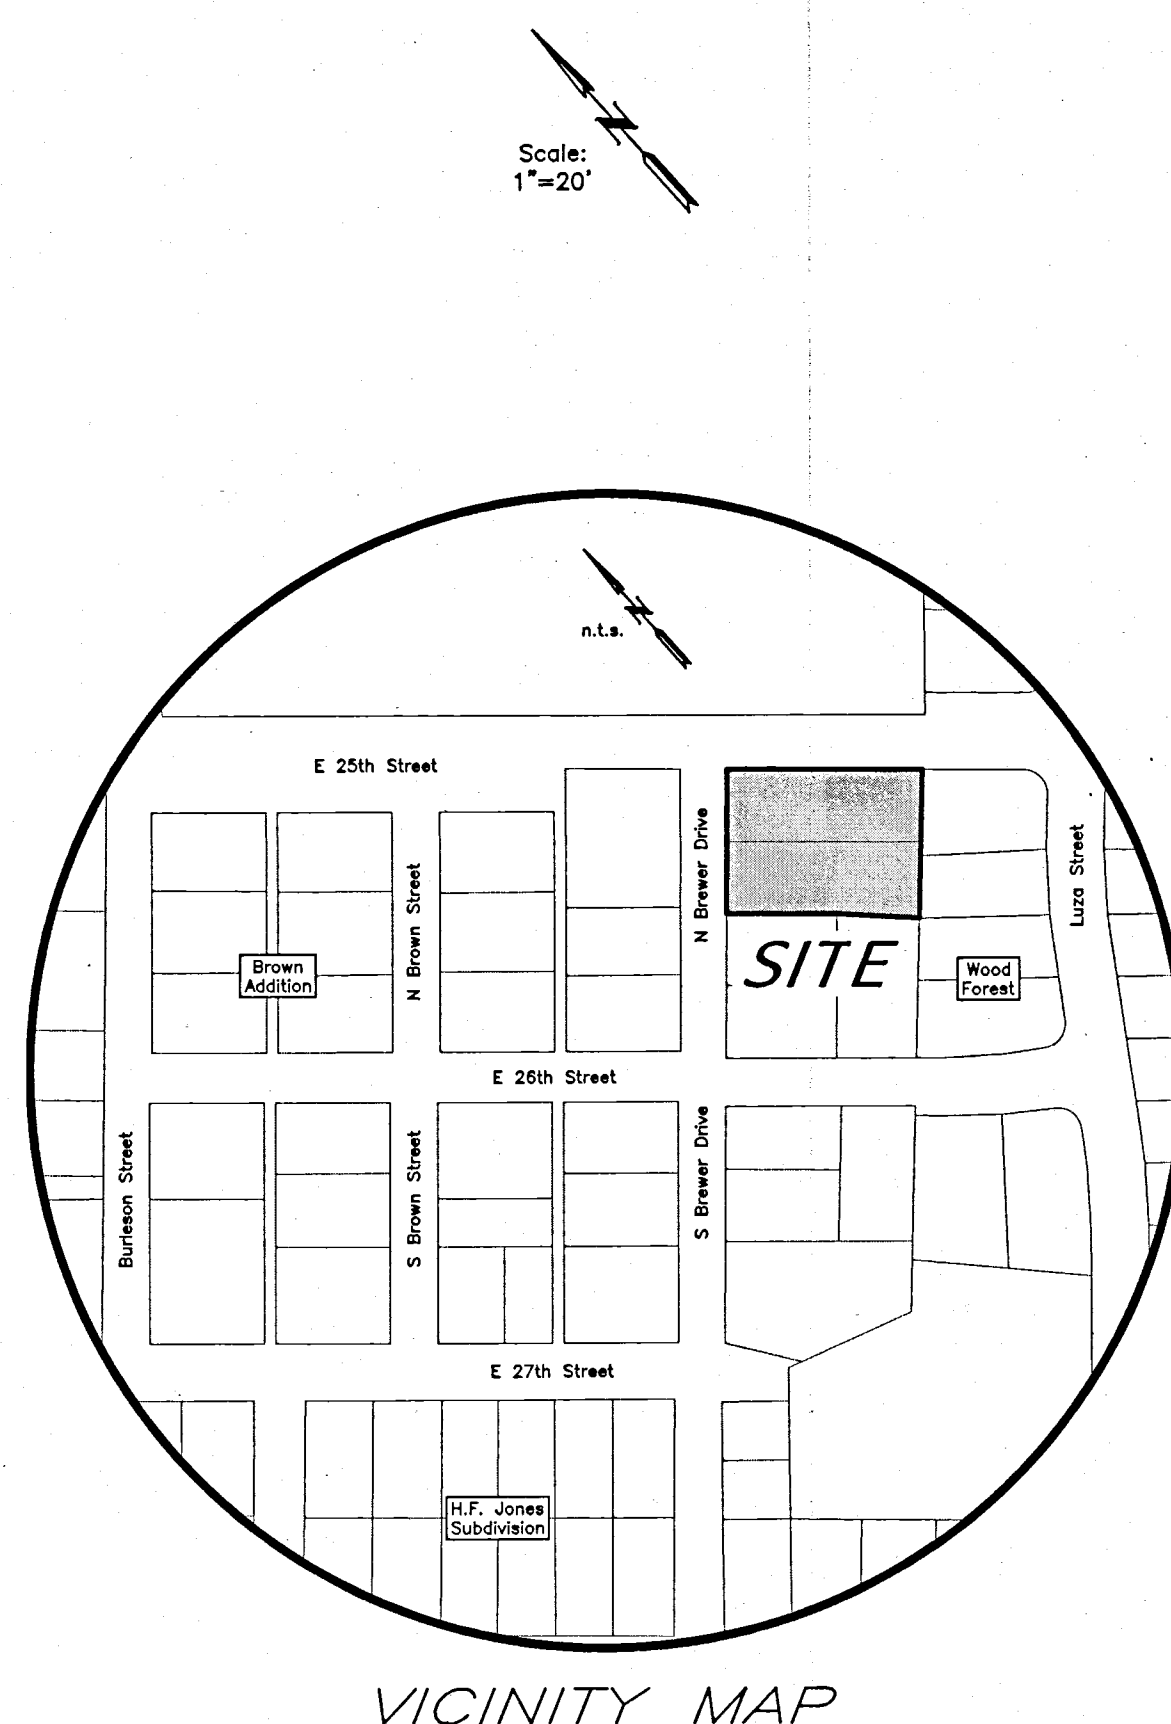 Scale:
1"=20'
n.t.s.
E 25th Street
N Brewer Drive
Luza Street
N Brown Street
SITE
Brown
Addition
Wood
Forest
E 26th Street
Burleson Street
S Brown Street
S Brewer Drive
E 27th Street
H.F. Jones
Subdivision
VICINITY MAP